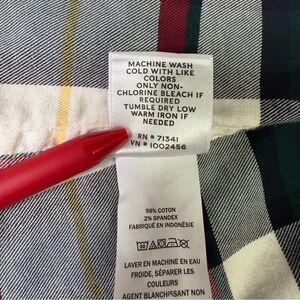 MACHINE WASH
COLD WITH LIKE
COLORS
ONLY NON-
CHLORINE BLEACH IF
REQUIRED
TUMBLE DRY LOW
WARM IRON IF
NEEDED
RN # 71341
VN # 1002456
98% COTON
2% SPANDEX
FABRIQUÉ EN INDONÉSIE
LAVER EN MACHINE EN EAU
FROIDE, SÉPARER LES
COULEURS
AGENT BLANCHISSANT NON